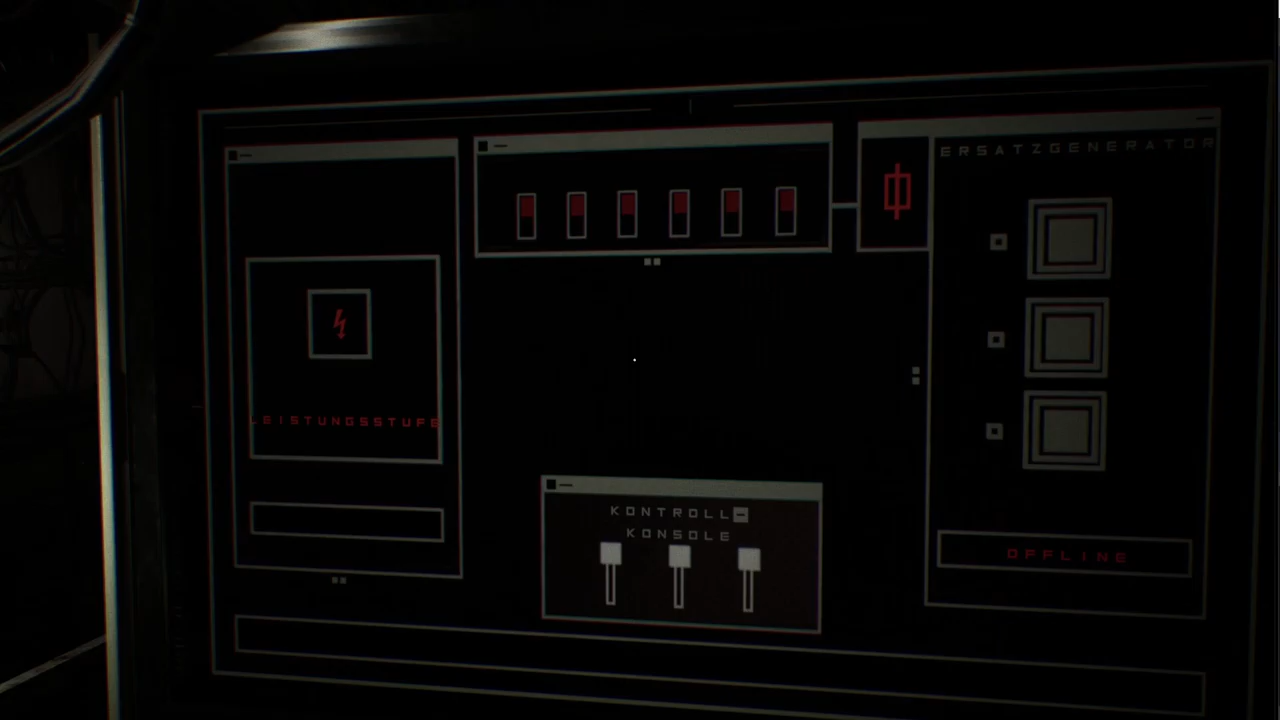 ERSATZGENERATOR
LEISTUNGSSTUFE
KONTROLL-
KONSOLE
OFFLINE